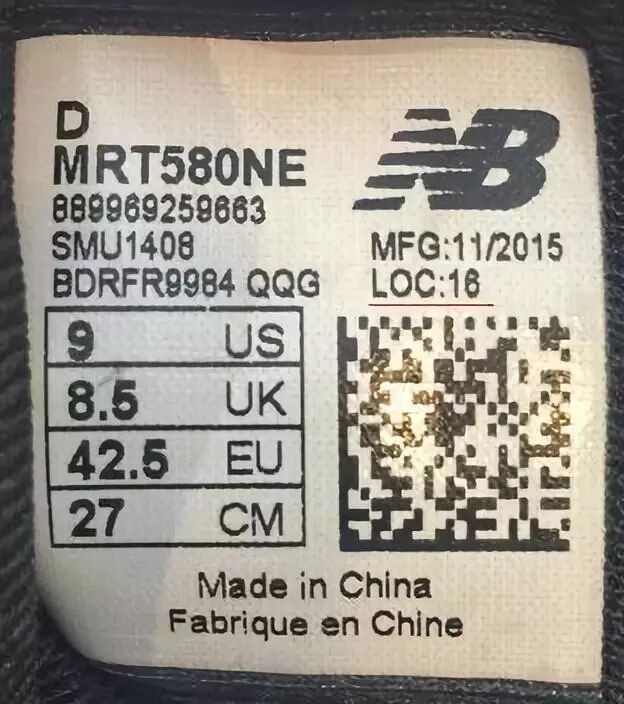 D
MRT580NE
889969259663
SMU1408
BDRFR9984 QQG
NB
MFG:11/2015
LOC:16
9 US
8.5 UK
42.5 EU
27 CM
Made in China
Fabrique en Chine